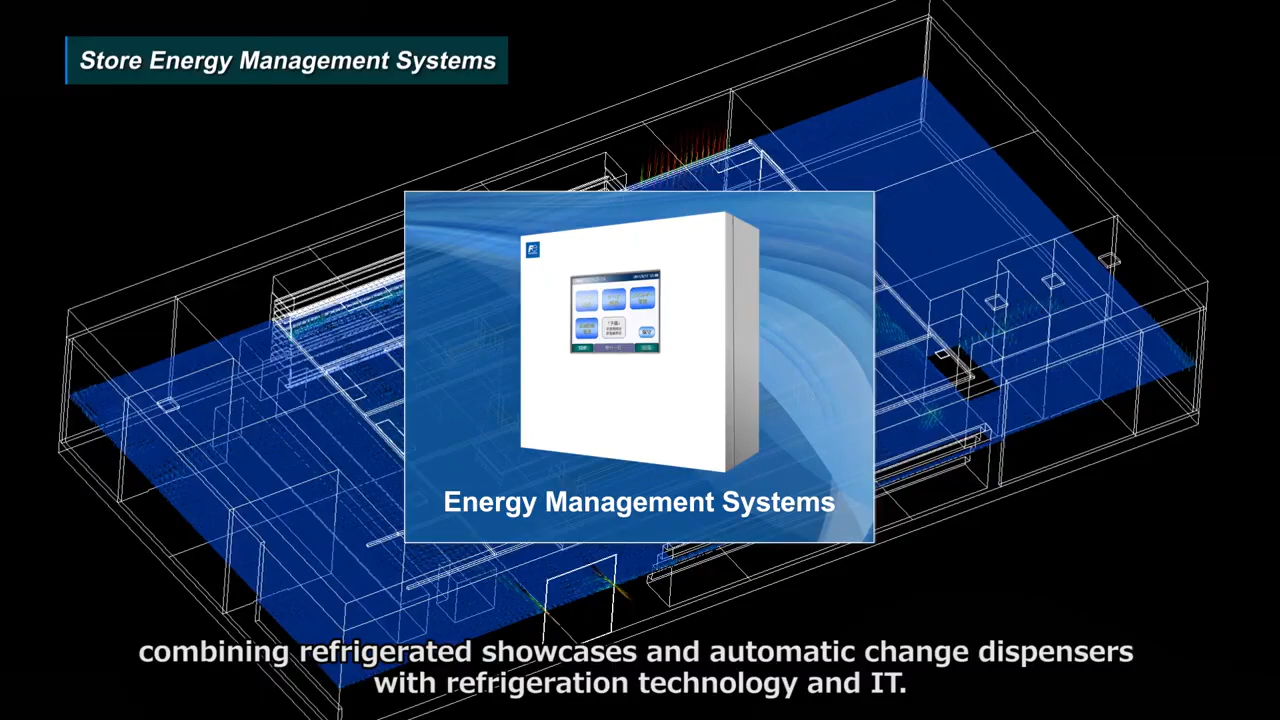 Store Energy Management Systems
Energy Management Systems
combining refrigerated showcases and automatic change dispensers
with refrigeration technology and IT.